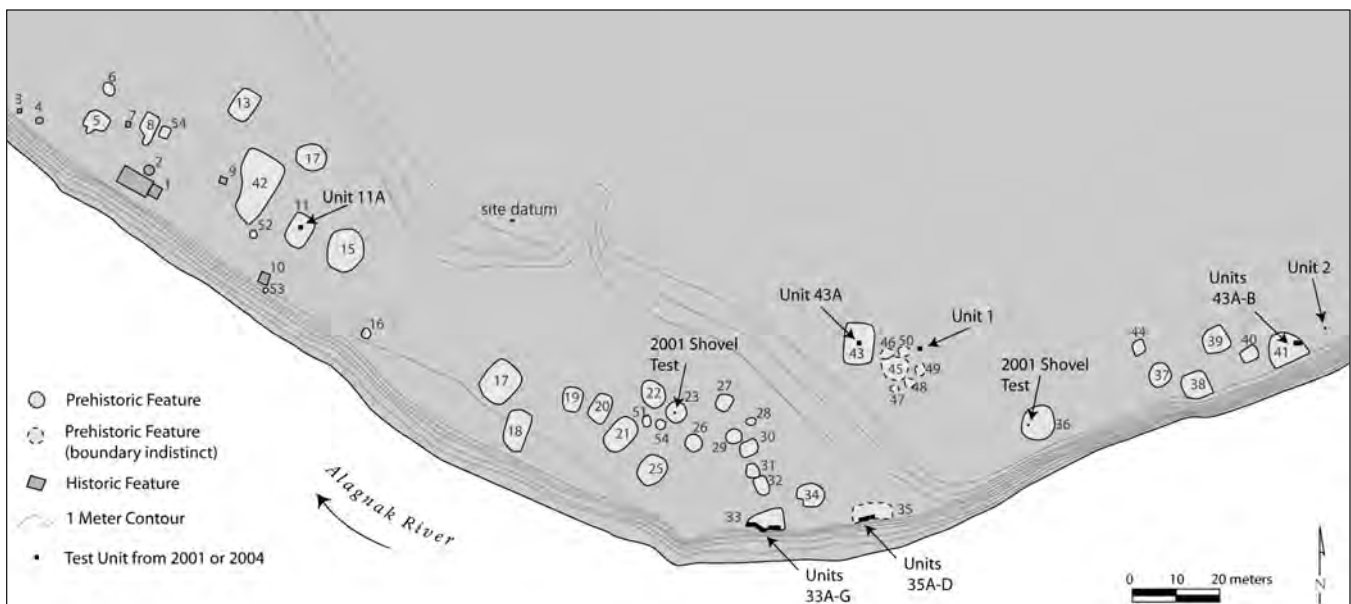 6
3
4
5
7
8
54
13
17
2
1
9
42
11
Unit 11A
52
15
site datum
10
53
16
Unit 43A
43
46
50
Unit 1
45
49
48
47
Units
43A-B
Unit 2
44
39
40
41
37
38
2001 Shovel
Test
36
2001 Shovel
Test
17
18
19
20
21
22
23
51
54
25
26
27
28
29
30
31
32
33
34
35
Units
33A-G
Units
35A-D
Alagnak River
Prehistoric Feature
Prehistoric Feature
(boundary indistinct)
Historic Feature
1 Meter Contour
Test Unit from 2001 or 2004
0 10 20 meters
N